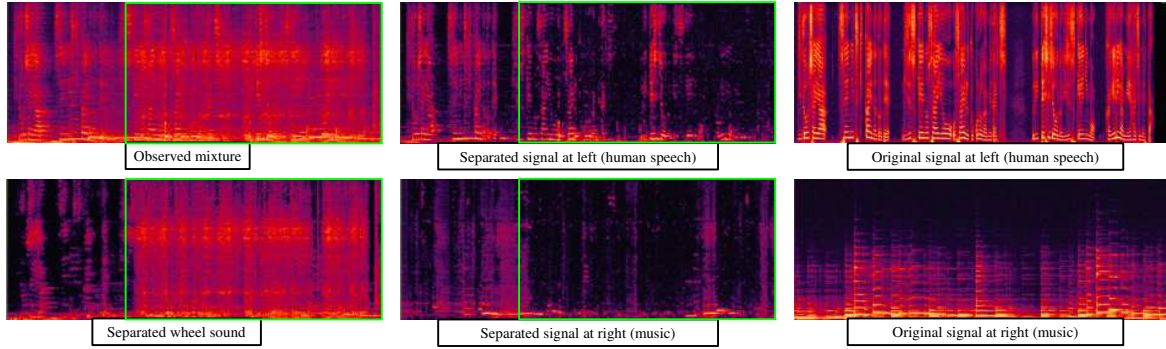 Observed mixture
Separated signal at left (human speech)
Original signal at left (human speech)
Separated wheel sound
Separated signal at right (music)
Original signal at right (music)